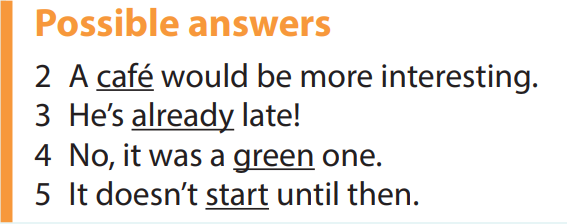 Possible answers
2 A café would be more interesting.
3 He's already late!
4 No, it was a green one.
5 It doesn't start until then.